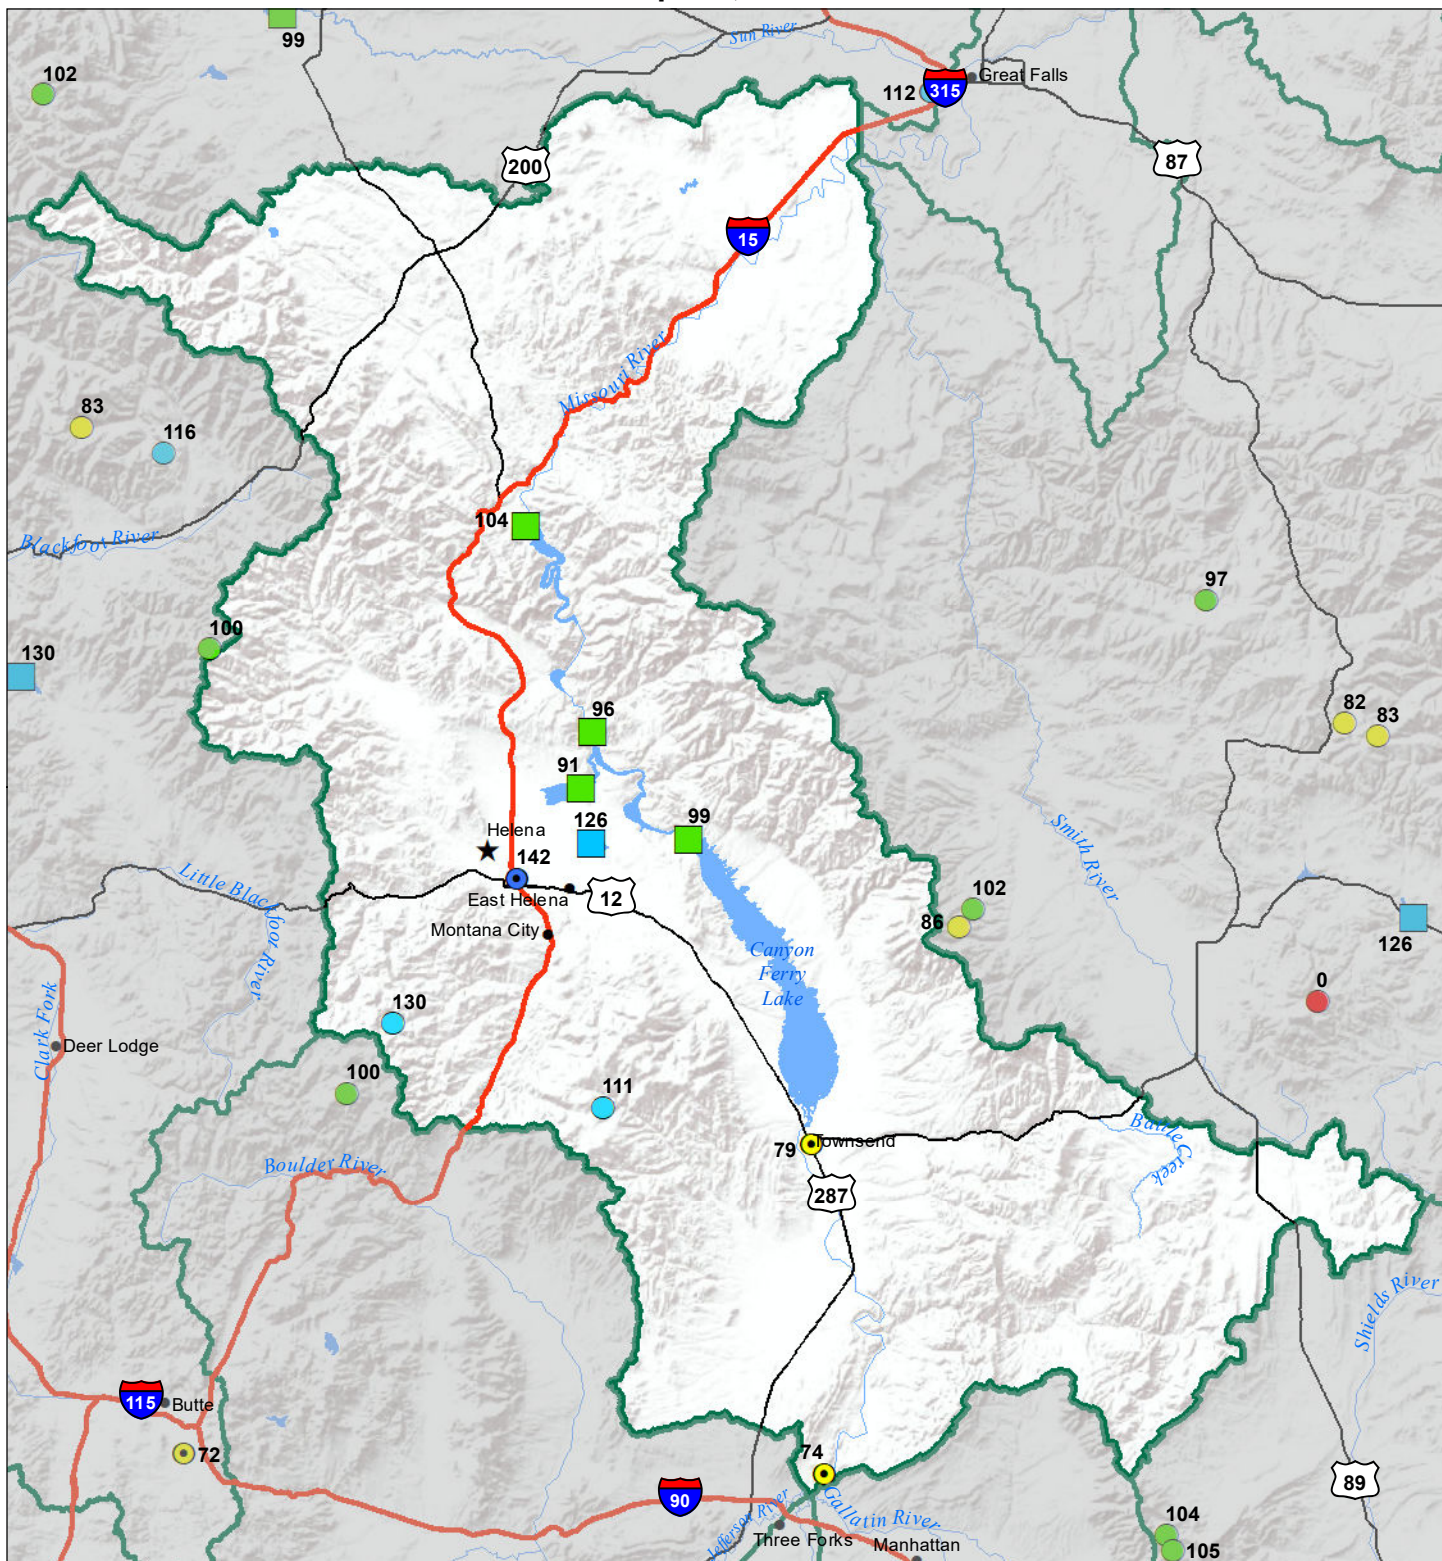 99
Sun River
102
112
315
Great Falls
200
87
15
Missouri River
83
116
104
Blackfoot River
97
100
130
96
82
83
91
126
99
Helena
142
Smith River
Little Blackfoot River
East Helena
12
102
86
126
Montana City
Canyon
Ferry
Lake
0
130
Clark Fork
Deer Lodge
100
111
Battle Creek
79
Townsend
Boulder River
287
Shields River
115
Butte
72
74
89
90
Gallatin River
Jefferson River
104
Three Forks
Manhattan
105